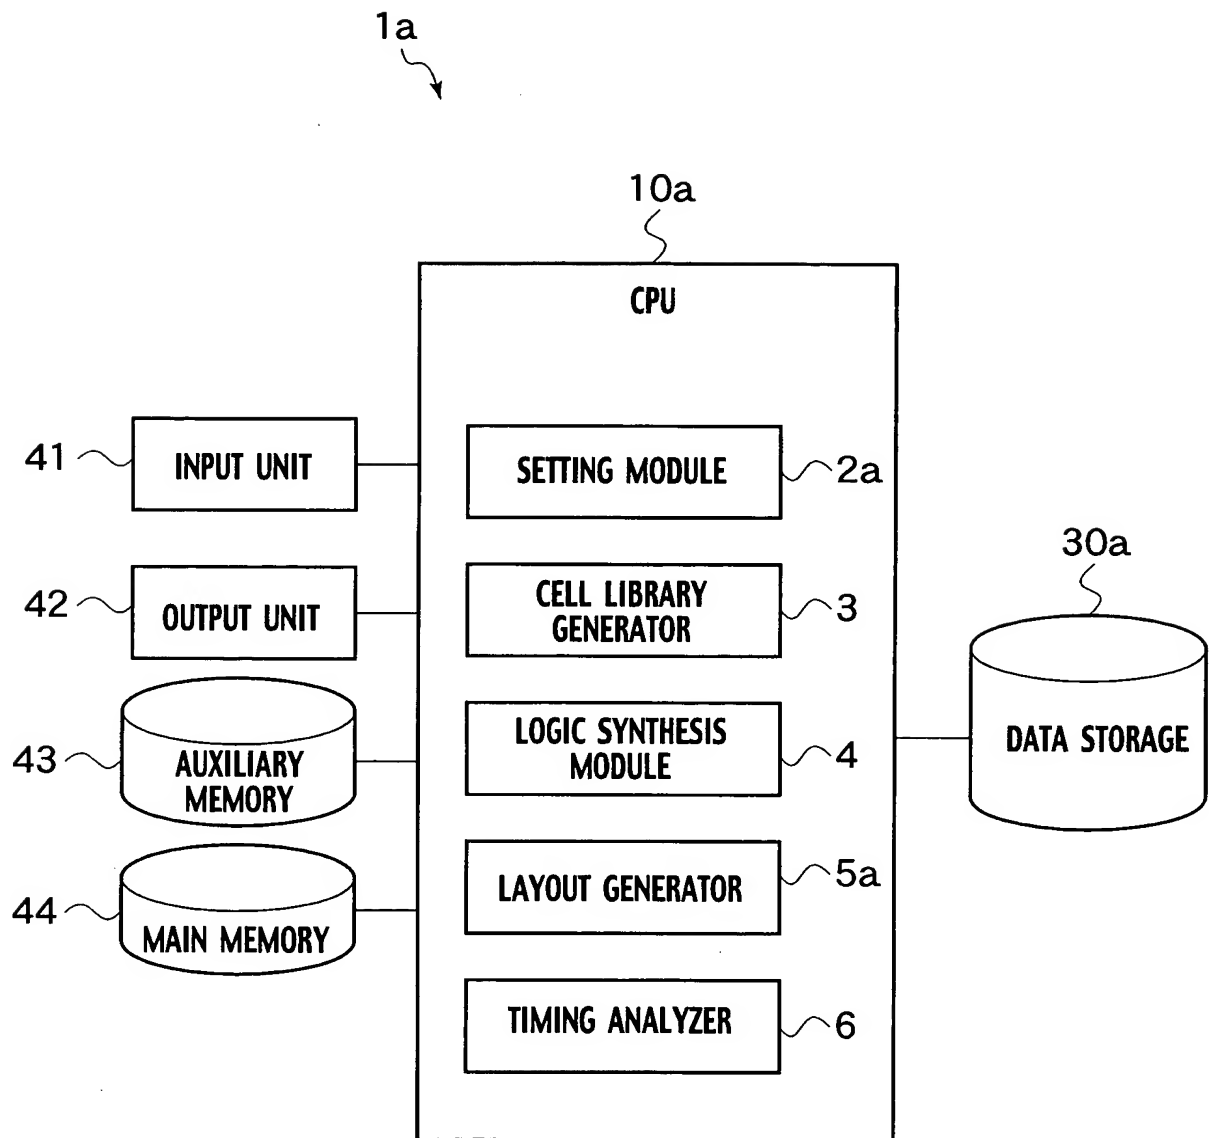 1a
10a
CPU
41
INPUT UNIT
SETTING MODULE
2a
30a
42
OUTPUT UNIT
CELL LIBRARY
GENERATOR
3
43
AUXILIARY
MEMORY
LOGIC SYNTHESIS
MODULE
4
DATA STORAGE
44
MAIN MEMORY
LAYOUT GENERATOR
5a
TIMING ANALYZER
6